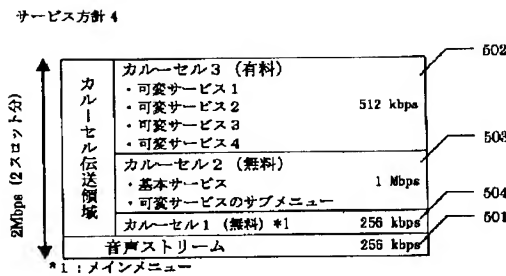 サービス方針 4
2Mbps (2スロット分)
カルーセル伝送領域
カルーセル3 (有料)
・可変サービス1
・可変サービス2 512 kbps
・可変サービス3
・可変サービス4
502
カルーセル2 (無料)
・基本サービス 1 Mbps
・可変サービスのサブメニュー
503
カルーセル1 (無料) *1 256 kbps
504
音声ストリーム 256 kbps
501
*1:メインメニュー